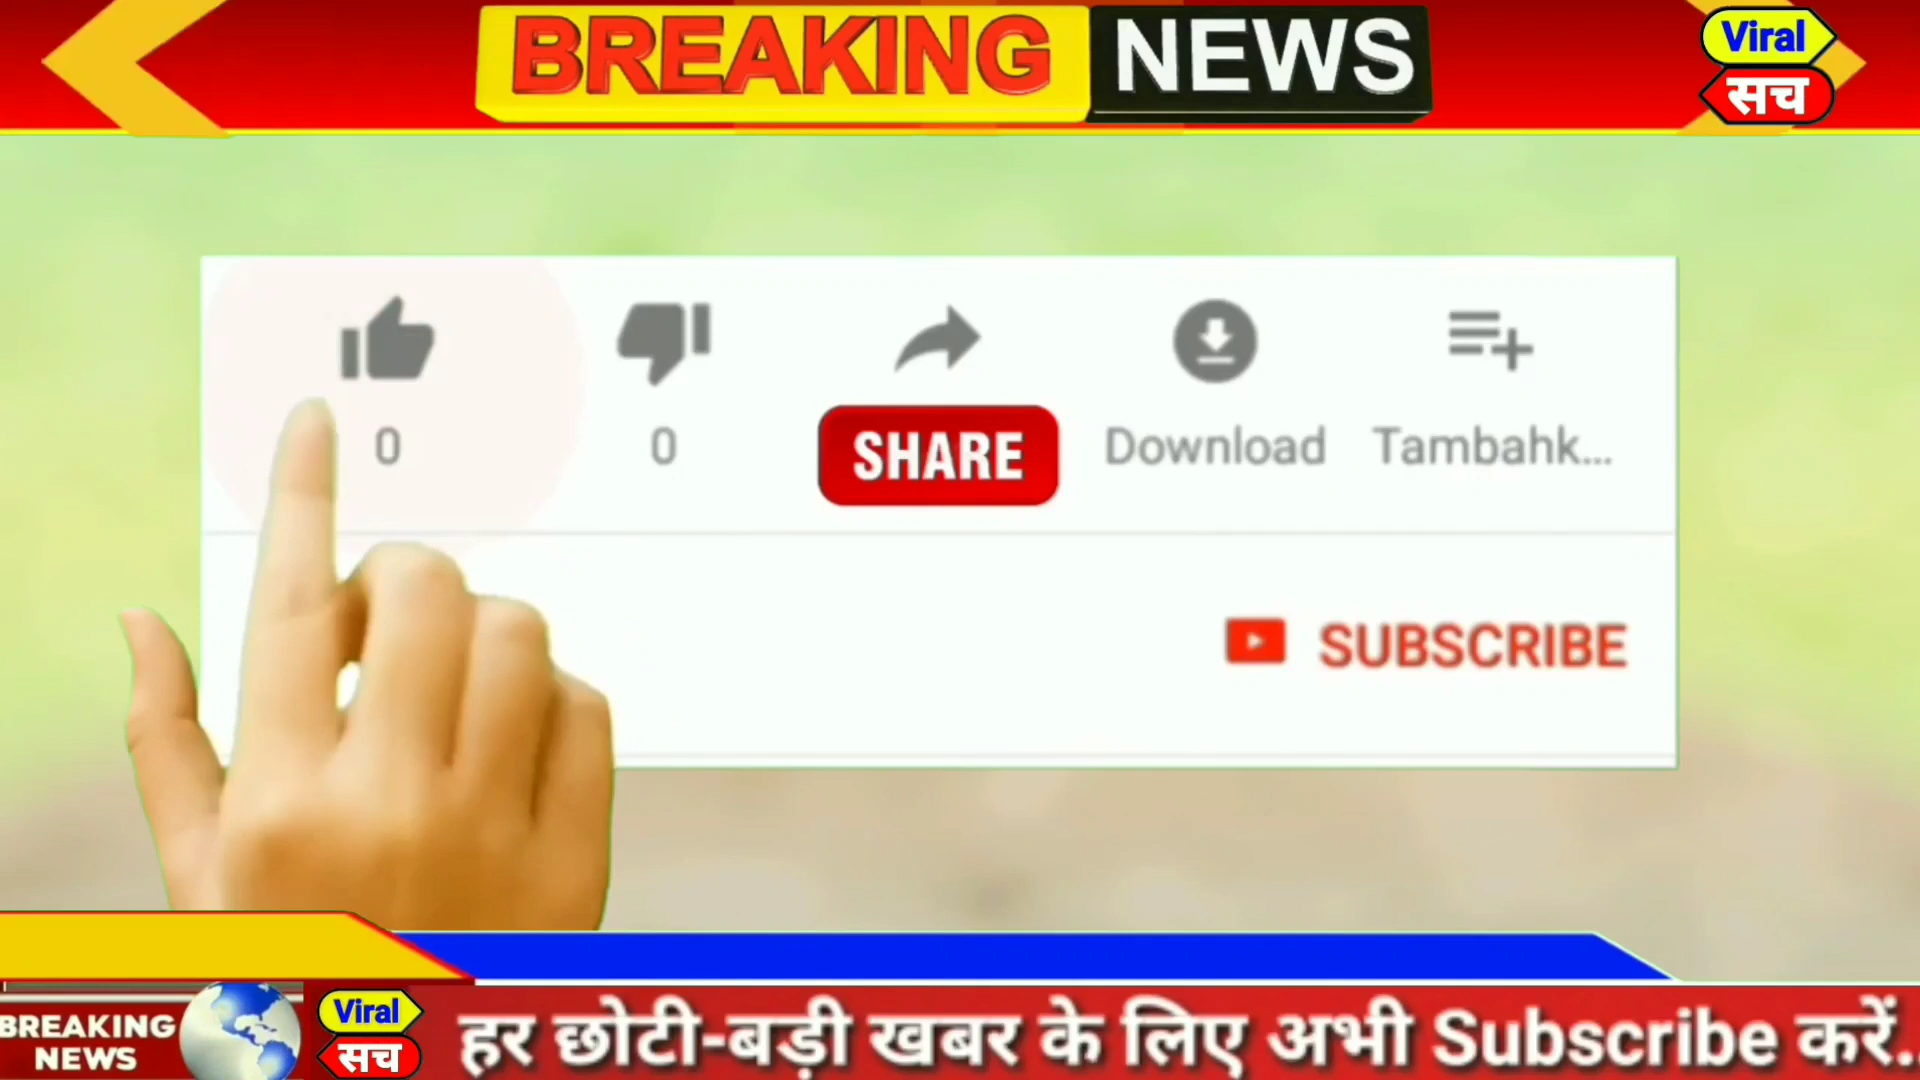 BREAKING NEWS
Viral
सच
0
0
SHARE
Download
Tambahk...
SUBSCRIBE
BREAKING
NEWS
Viral
सच
हर छोटी-बड़ी खबर के लिए अभी Subscribe करें..